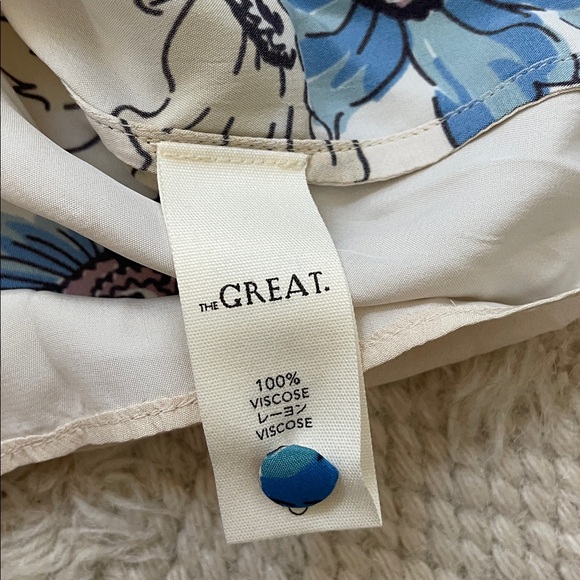 THE GREAT.
100%
VISCOSE
レーヨン
VISCOSE